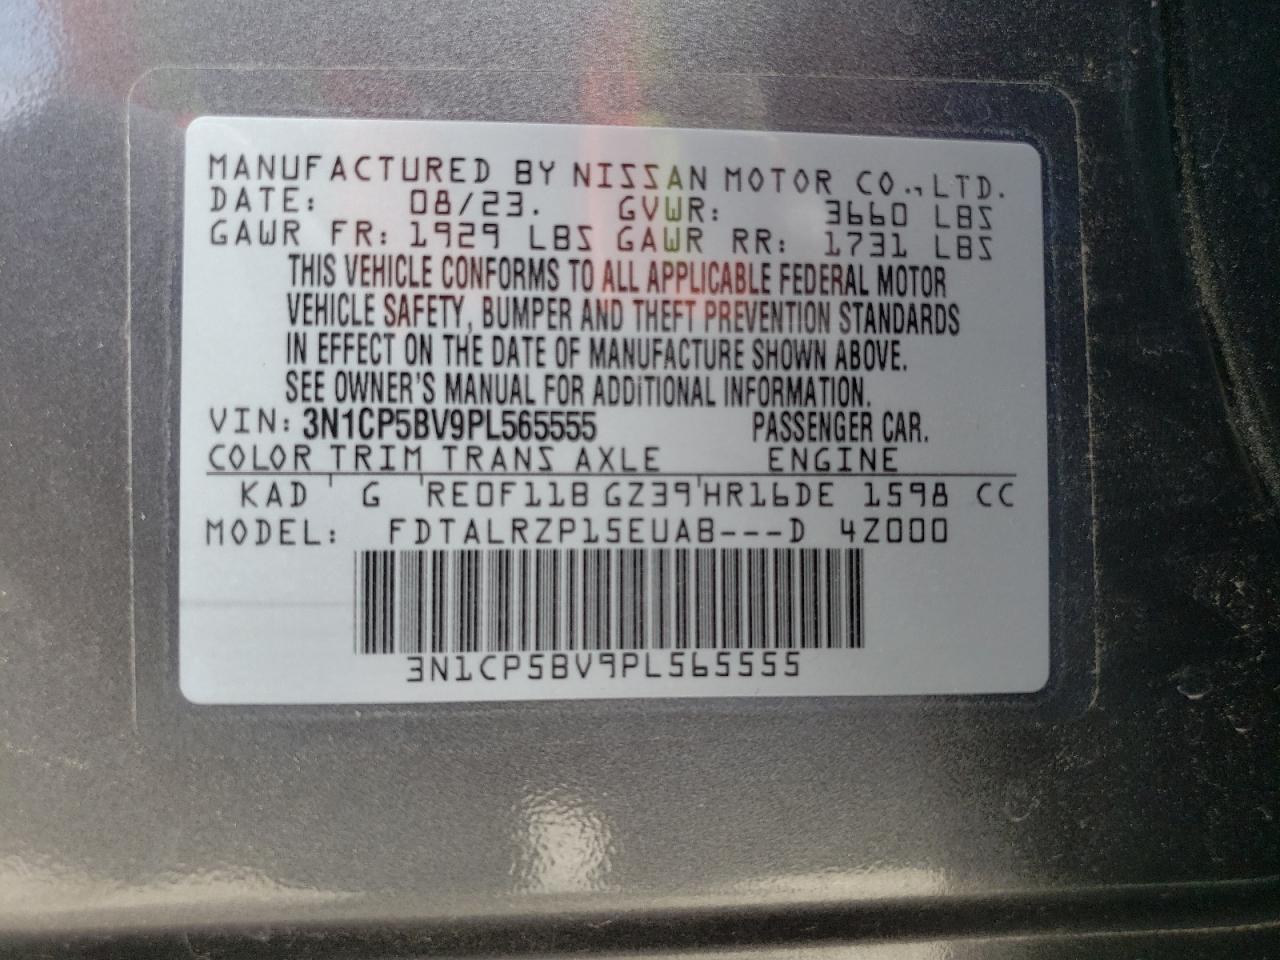 MANUFACTURED BY NISSAN MOTOR CO., LTD.
DATE: 08/23. GVWR: 3660 LBS
GAWR FR: 1929 LBS GAWR RR: 1731 LBS
THIS VEHICLE CONFORMS TO ALL APPLICABLE FEDERAL MOTOR
VEHICLE SAFETY, BUMPER AND THEFT PREVENTION STANDARDS
IN EFFECT ON THE DATE OF MANUFACTURE SHOWN ABOVE.
SEE OWNER'S MANUAL FOR ADDITIONAL INFORMATION.
VIN: 3N1CP5BV9PL565555 PASSENGER CAR.
COLOR TRIM TRANS AXLE ENGINE
KAD G RE0F11B GZ39 HR16DE 1598 CC
MODEL: FDTALRZP15EUAB---D 4Z000
3N1CP5BV9PL565555